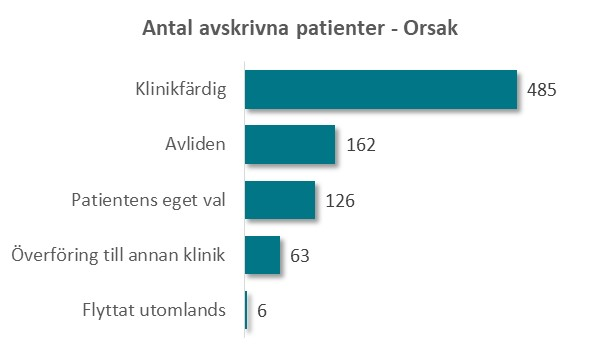 Antal avskrivna patienter - Orsak
Klinikfärdig 485
Avliden 162
Patientens eget val 126
Överföring till annan klinik 63
Flyttat utomlands 6